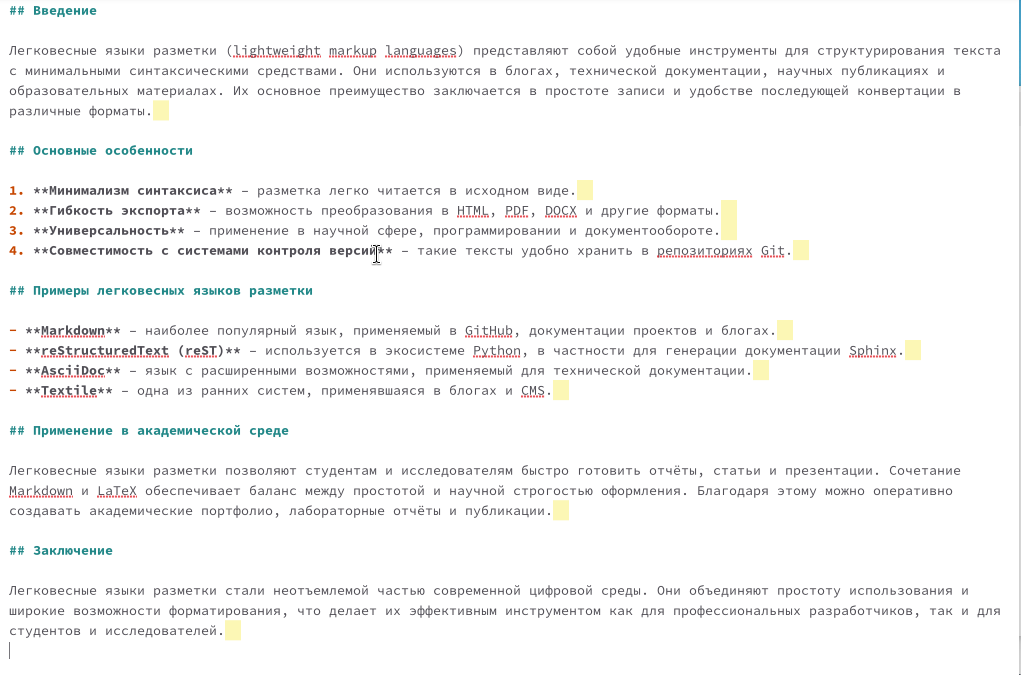 ## Введение
Легковесные языки разметки (lightweight markup languages) представляют собой удобные инструменты для структурирования текста
с минимальными синтаксическими средствами. Они используются в блогах, технической документации, научных публикациях и
образовательных материалах. Их основное преимущество заключается в простоте записи и удобстве последующей конвертации в
различные форматы.
## Основные особенности
1. **Минимализм синтаксиса** – разметка легко читается в исходном виде.
2. **Гибкость экспорта** – возможность преобразования в HTML, PDF, DOCX и другие форматы.
3. **Универсальность** – применение в научной сфере, программировании и документообороте.
4. **Совместимость с системами контроля версий** – такие тексты удобно хранить в репозиториях Git.
## Примеры легковесных языков разметки
- **Markdown** – наиболее популярный язык, применяемый в GitHub, документации проектов и блогах.
- **reStructuredText (reST)** – используется в экосистеме Python, в частности для генерации документации Sphinx.
- **AsciiDoc** – язык с расширенными возможностями, применяемый для технической документации.
- **Textile** – одна из ранних систем, применявшаяся в блогах и CMS.
## Применение в академической среде
Легковесные языки разметки позволяют студентам и исследователям быстро готовить отчёты, статьи и презентации. Сочетание
Markdown и LaTeX обеспечивает баланс между простотой и научной строгостью оформления. Благодаря этому можно оперативно
создавать академические портфолио, лабораторные отчёты и публикации.
## Заключение
Легковесные языки разметки стали неотъемлемой частью современной цифровой среды. Они объединяют простоту использования и
широкие возможности форматирования, что делает их эффективным инструментом как для профессиональных разработчиков, так и для
студентов и исследователей.